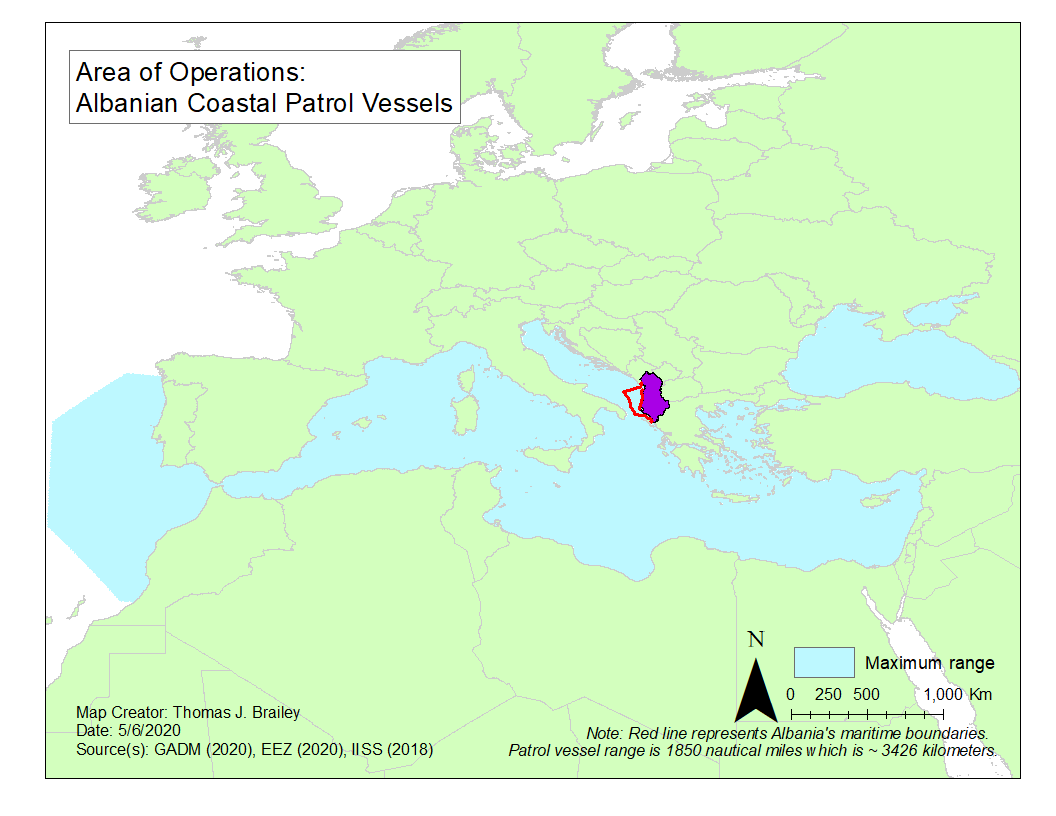 Area of Operations:
Albanian Coastal Patrol Vessels
N
Maximum range
0 250 500 1,000 Km
Map Creator: Thomas J. Brailey
Date: 5/6/2020
Source(s): GADM (2020), EEZ (2020), IISS (2018)
Note: Red line represents Albania's maritime boundaries.
Patrol vessel range is 1850 nautical miles which is ~ 3426 kilometers.